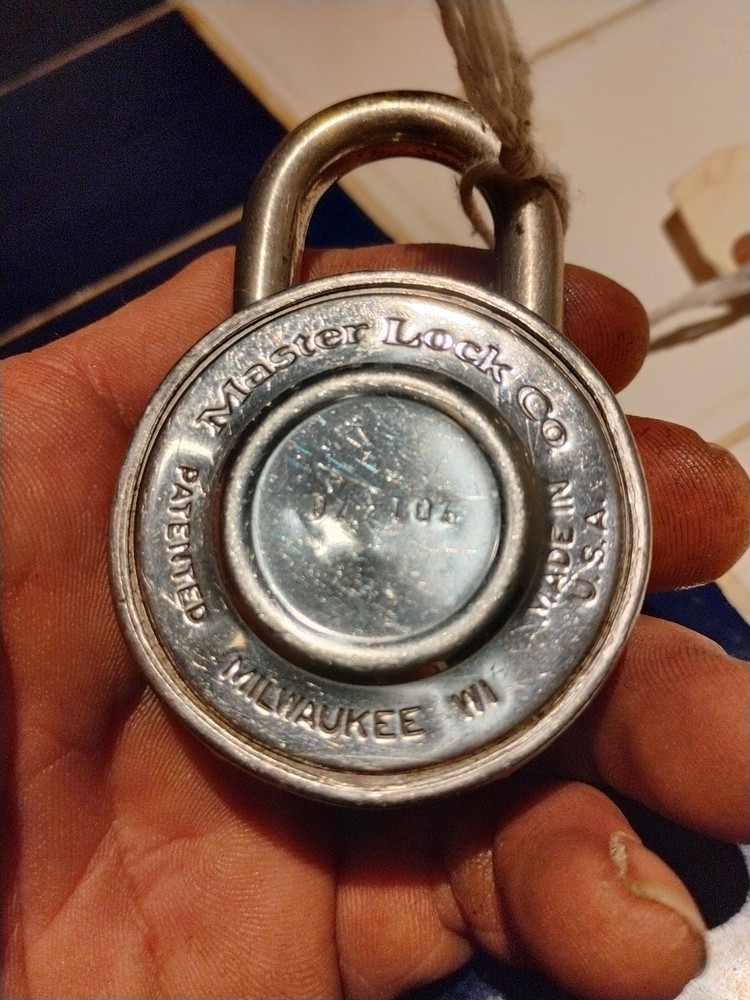 Master Lock Co.
PATENTED
MADE IN
U.S.A.
MILWAUKEE WI